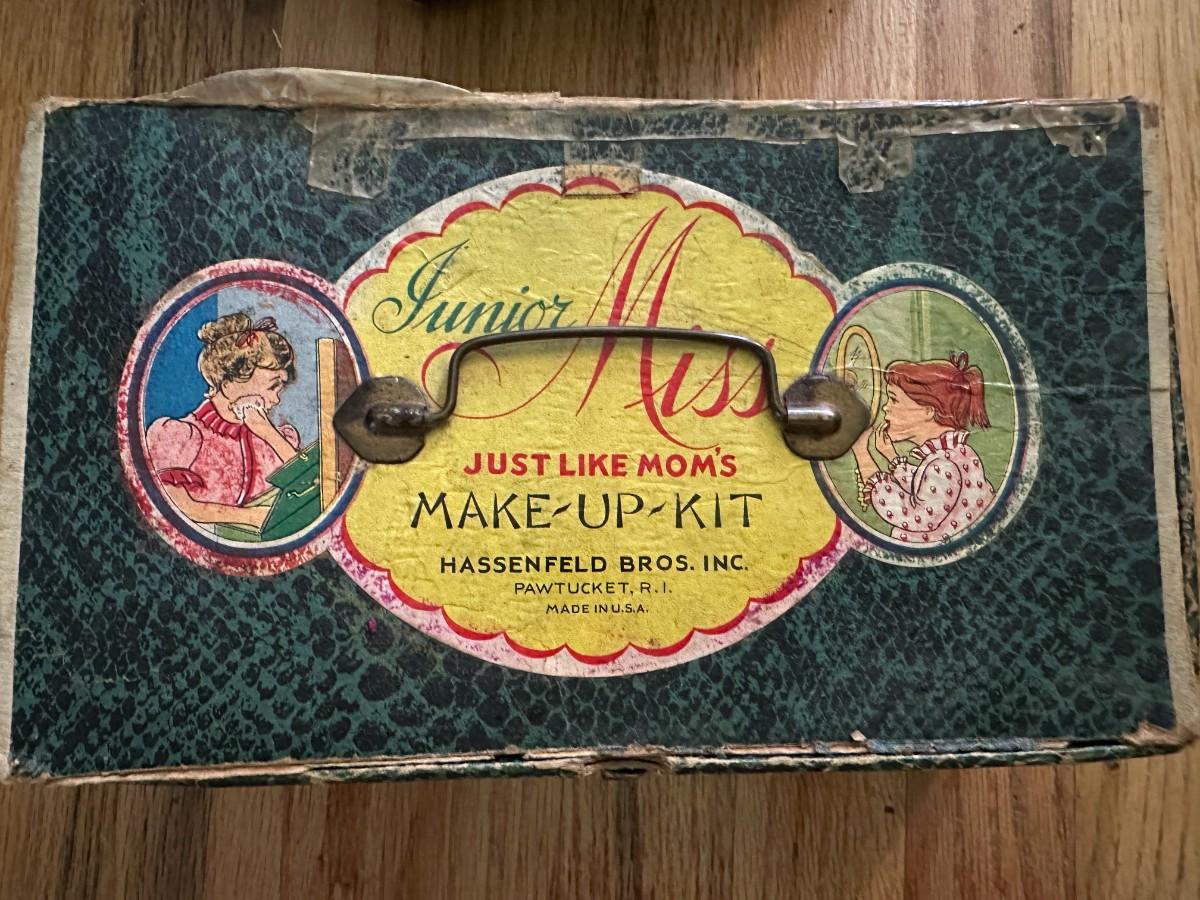 Junior Miss
JUST LIKE MOM'S
MAKE-UP-KIT
HASSENFELD BROS. INC.
PAWTUCKET, R.I.
MADE IN U.S.A.